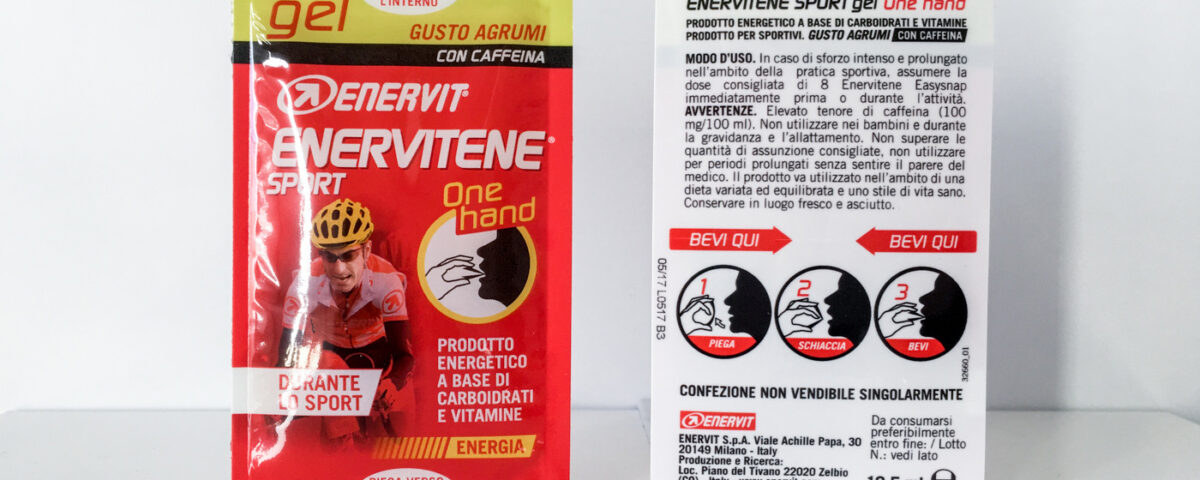 L'INTERNO
gel
GUSTO AGRUMI
CON CAFFEINA
ENERVIT
ENERVITENE®
SPORT
One
hand
DURANTE
LO SPORT
PRODOTTO
ENERGETICO
A BASE DI
CARBOIDRATI
E VITAMINE
ENERGIA
PIEGA VERSO
ENERVITENE SPORT gel One hand
PRODOTTO ENERGETICO A BASE DI CARBOIDRATI E VITAMINE
PRODOTTO PER SPORTIVI. GUSTO AGRUMI CON CAFFEINA
MODO D'USO. In caso di sforzo intenso e prolungato
nell'ambito della pratica sportiva, assumere la
dose consigliata di 8 Enervitene Easysnap
immediatamente prima o durante l'attività.
AVVERTENZE. Elevato tenore di caffeina (100
mg/100 ml). Non utilizzare nei bambini e durante
la gravidanza e l'allattamento. Non superare le
quantità di assunzione consigliate, non utilizzare
per periodi prolungati senza sentire il parere del
medico. Il prodotto va utilizzato nell'ambito di una
dieta variata ed equilibrata e uno stile di vita sano.
Conservare in luogo fresco e asciutto.
BEVI QUI
BEVI QUI
05/17 L0517 B3
1
PIEGA
2
SCHIACCIA
3
BEVI
32660_01
CONFEZIONE NON VENDIBILE SINGOLARMENTE
ENERVIT
ENERVIT S.p.A. Viale Achille Papa, 30
20149 Milano - Italy
Produzione e Ricerca:
Loc. Piano del Tivano 22020 Zelbio
(CO) - Italy
Da consumarsi
preferibilmente
entro fine: / Lotto
N.: vedi lato